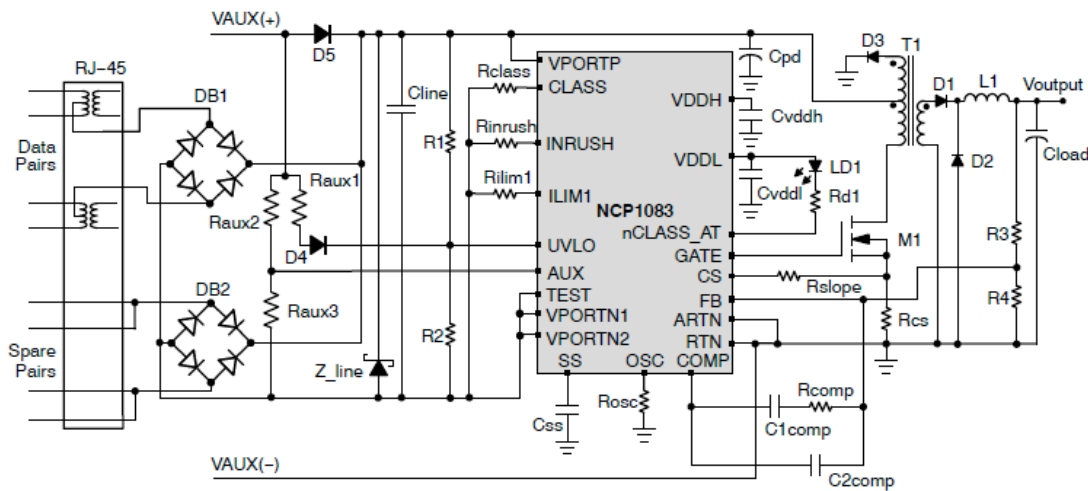 VAUX(+)
D5
D3
T1
RJ-45
VPORTP
Cpd
Rclass
CLASS
D1
L1
Voutput
DB1
Cline
VDDH
Cvddh
Data
Pairs
R1
Rinrush
INRUSH
VDDL
D2
Cload
Raux1
Rilim1
ILIM1
Cvddl
LD1
Rd1
Raux2
NCP1083
nCLASS_AT
M1
R3
D4
UVLO
GATE
AUX
CS
Rslope
DB2
TEST
FB
R4
Raux3
VPORTN1
ARTN
Rcs
R2
VPORTN2
RTN
Spare
Pairs
Z_line
SS
OSC
COMP
Rcomp
Css
Rosc
C1comp
VAUX(−)
C2comp